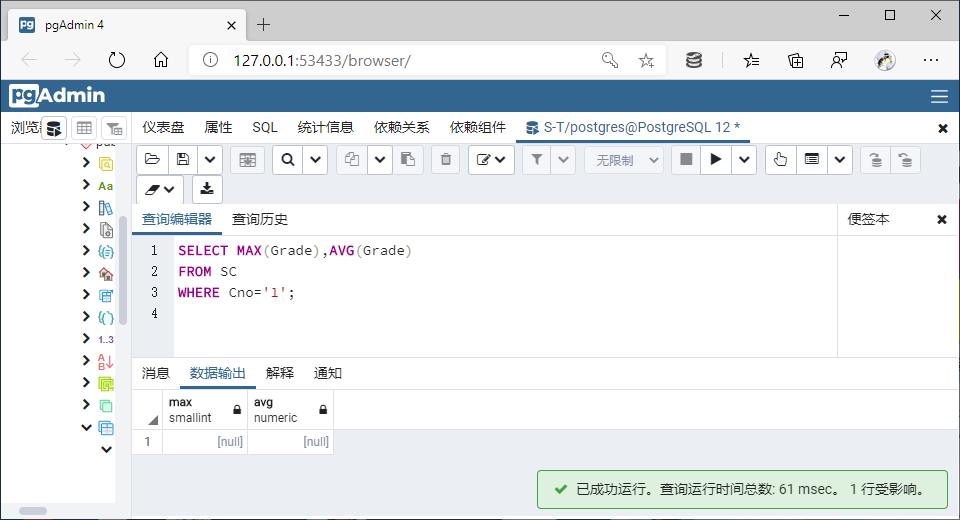 pgAdmin 4
127.0.0.1:53433/browser/
pgAdmin
浏览器 仪表盘 属性 SQL 统计信息 依赖关系 依赖组件 S-T/postgres@PostgreSQL 12 *
无限制
查询编辑器 查询历史 便签本
1 SELECT MAX(Grade),AVG(Grade)
2 FROM SC
3 WHERE Cno='1';
4
消息 数据输出 解释 通知
max avg
smallint numeric
1 [null] [null]
已成功运行。查询运行时间总数: 61 msec。 1 行受影响。
Aa
1..3